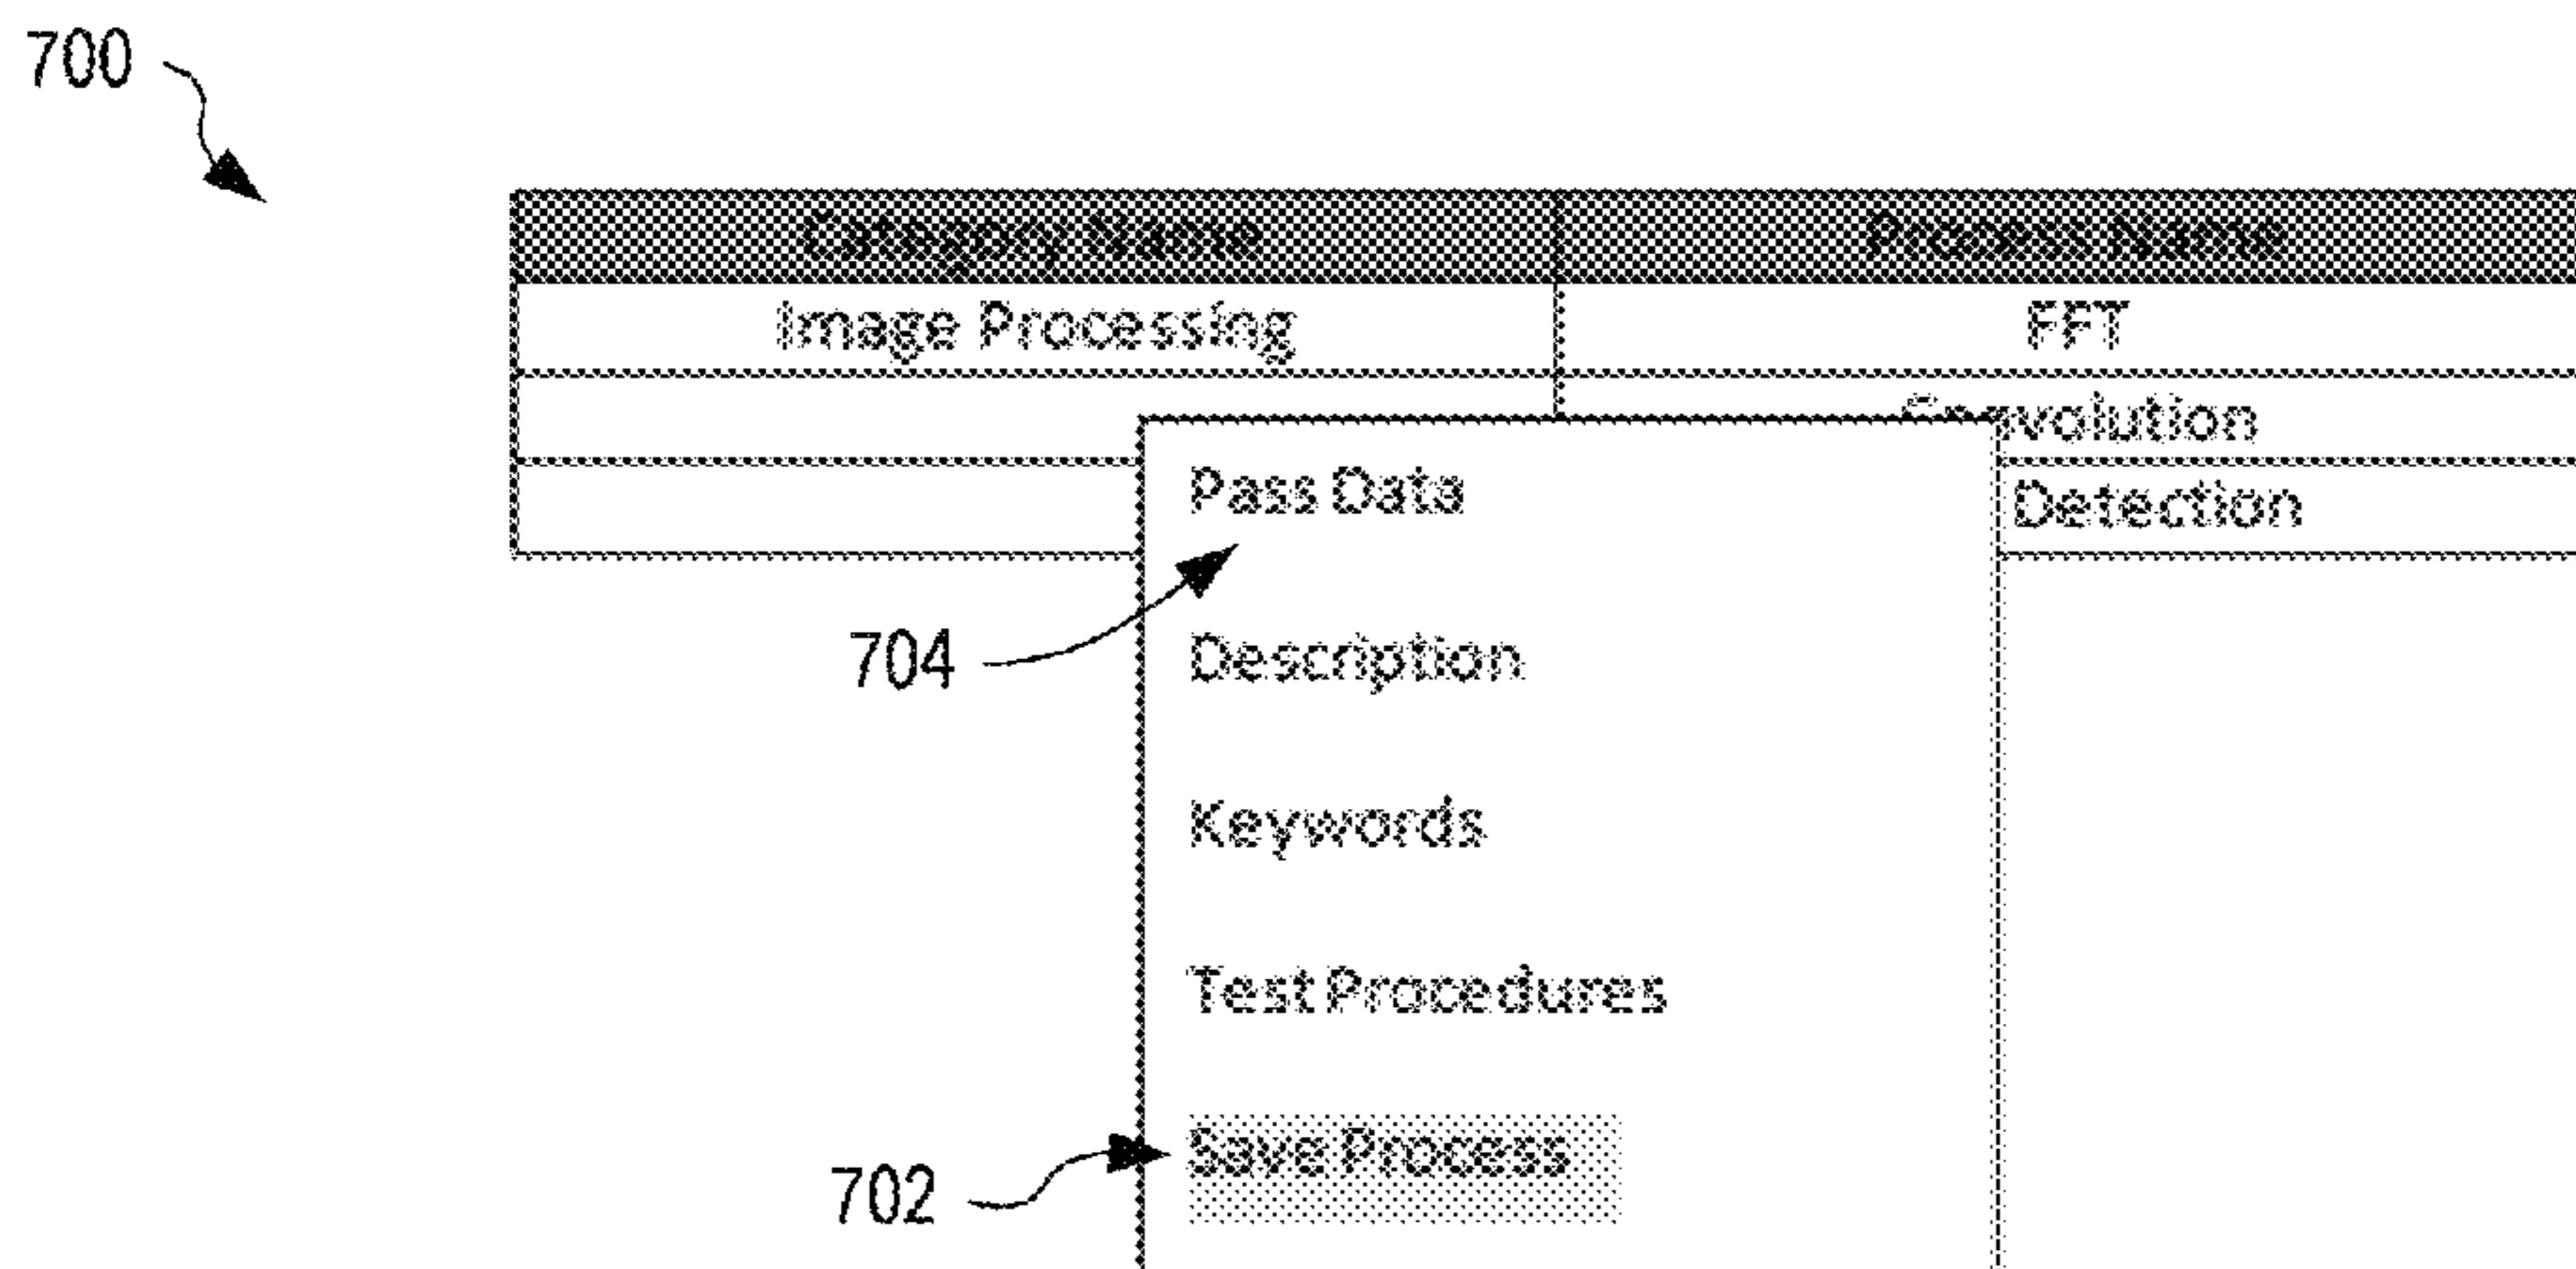 700
Category Name Process Name
Image Processing FFT
Convolution
Detection
Pass Data
704
Description
Keywords
Test Procedures
Save Process
702